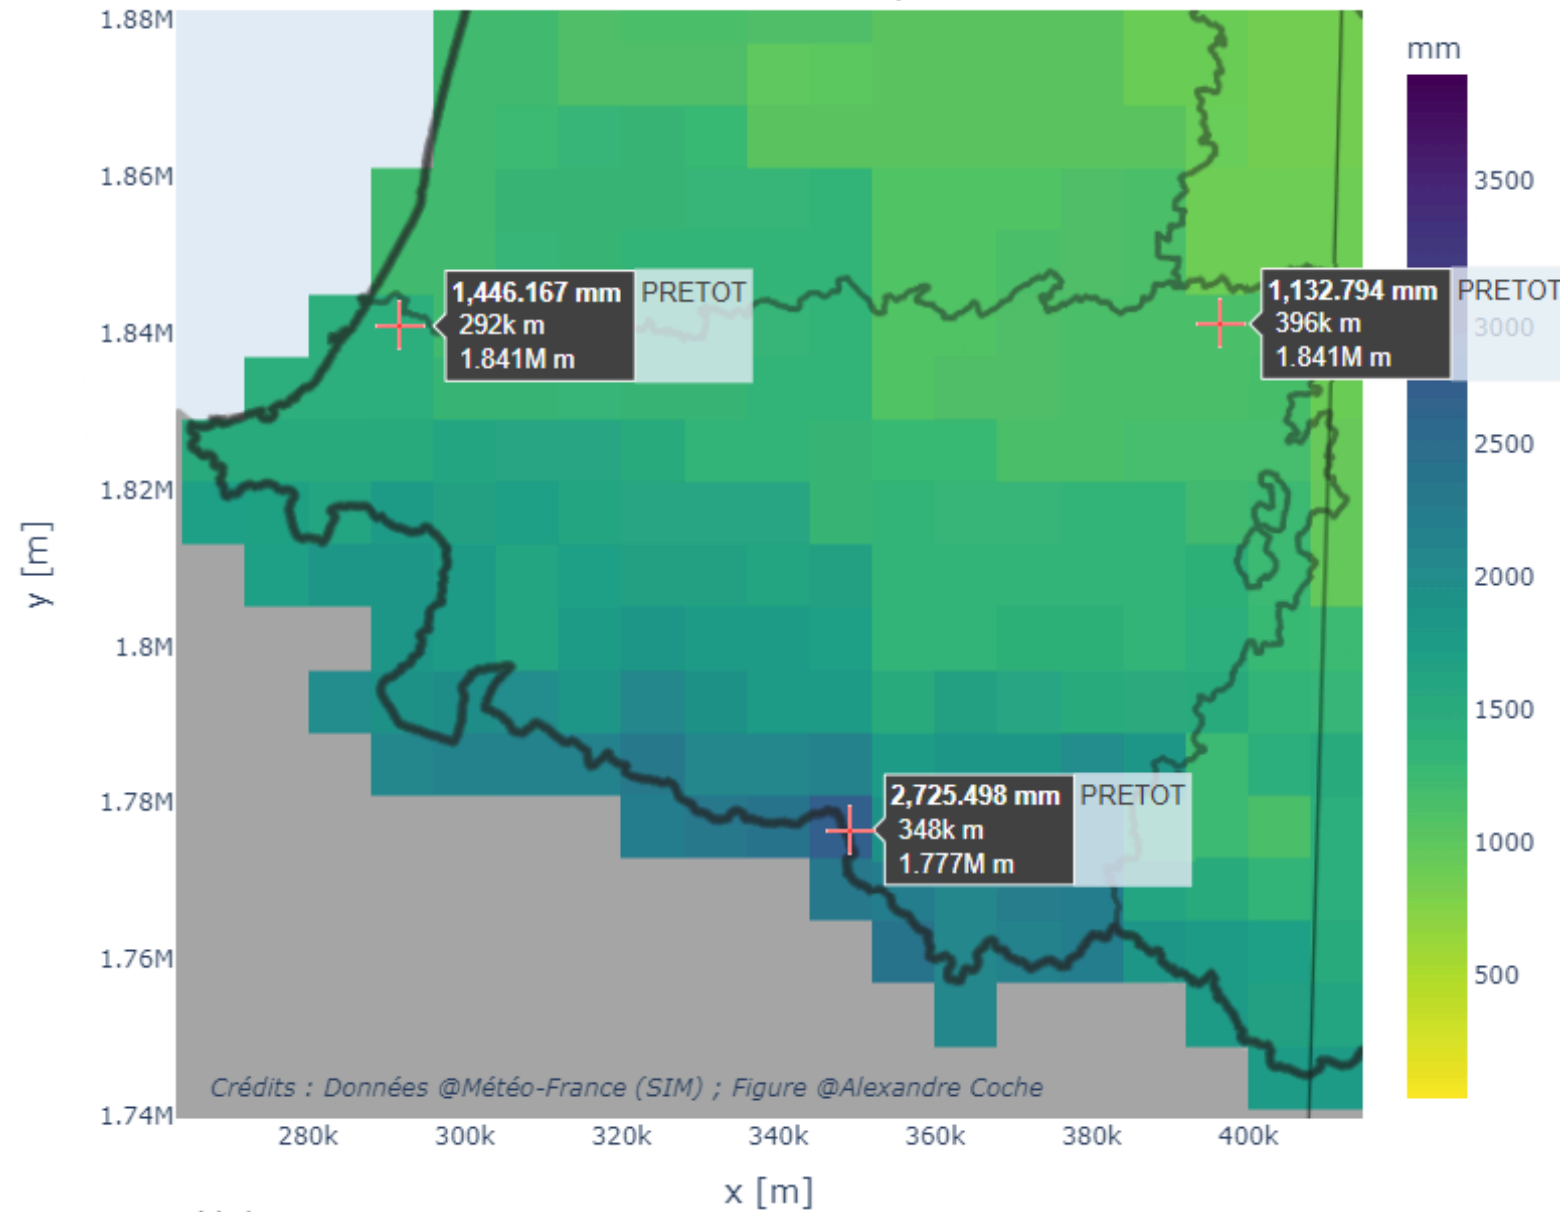 1.88M
mm
3500
1.86M
1,446.167 mm PRETOT
292k m
1.841M m
1,132.794 mm PRETOT
396k m
1.841M m
3000
1.84M
2500
1.82M
2000
y [m]
1.8M
1500
1.78M
2,725.498 mm PRETOT
348k m
1.777M m
1000
1.76M
500
Crédits : Données @Météo-France (SIM) ; Figure @Alexandre Coche
1.74M
280k 300k 320k 340k 360k 380k 400k
x [m]